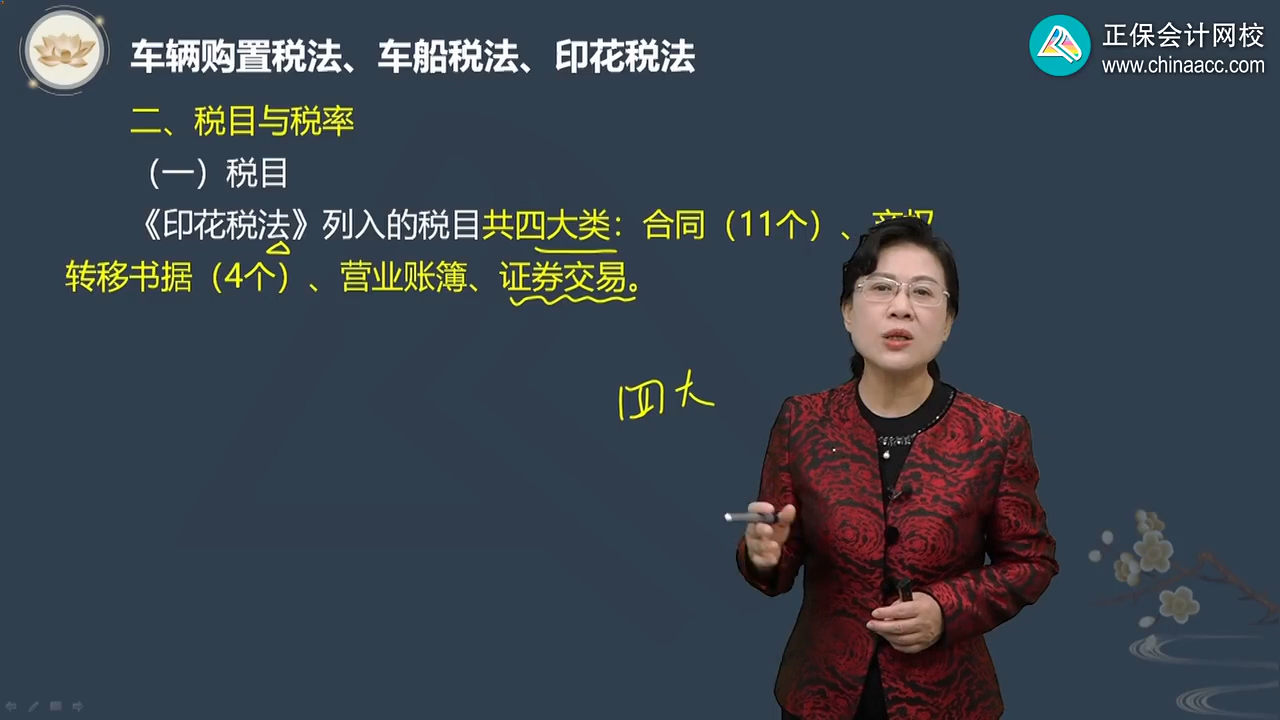 车辆购置税法、车船税法、印花税法
正保会计网校
www.chinaacc.com
二、税目与税率
（一）税目
《印花税法》列入的税目共四大类：合同（11个）、产权
转移书据（4个）、营业账簿、证券交易。
四大